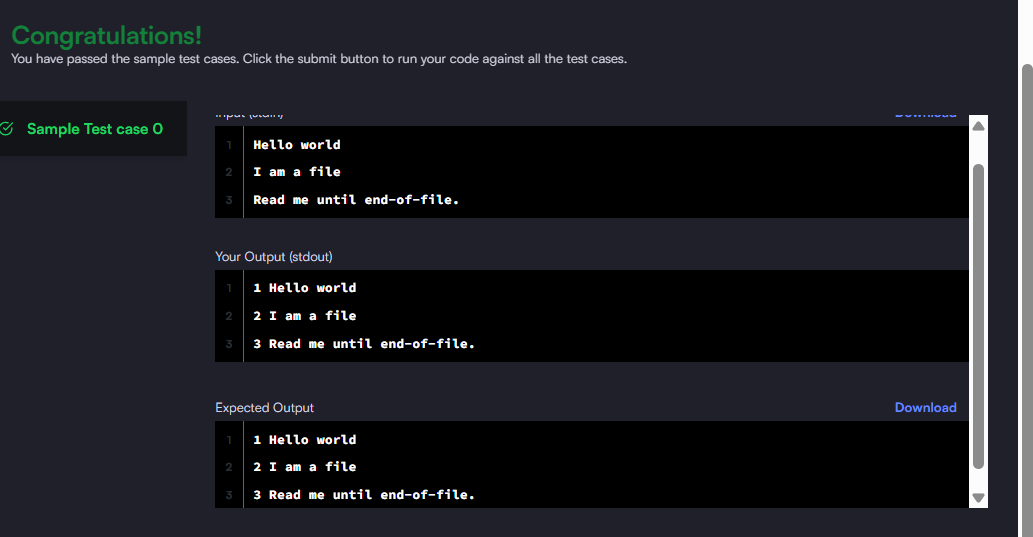 Congratulations!
You have passed the sample test cases. Click the submit button to run your code against all the test cases.
Sample Test case 0
Input (stdin) Download
1 Hello world
2 I am a file
3 Read me until end-of-file.
Your Output (stdout)
1 1 Hello world
2 2 I am a file
3 3 Read me until end-of-file.
Expected Output Download
1 1 Hello world
2 2 I am a file
3 3 Read me until end-of-file.